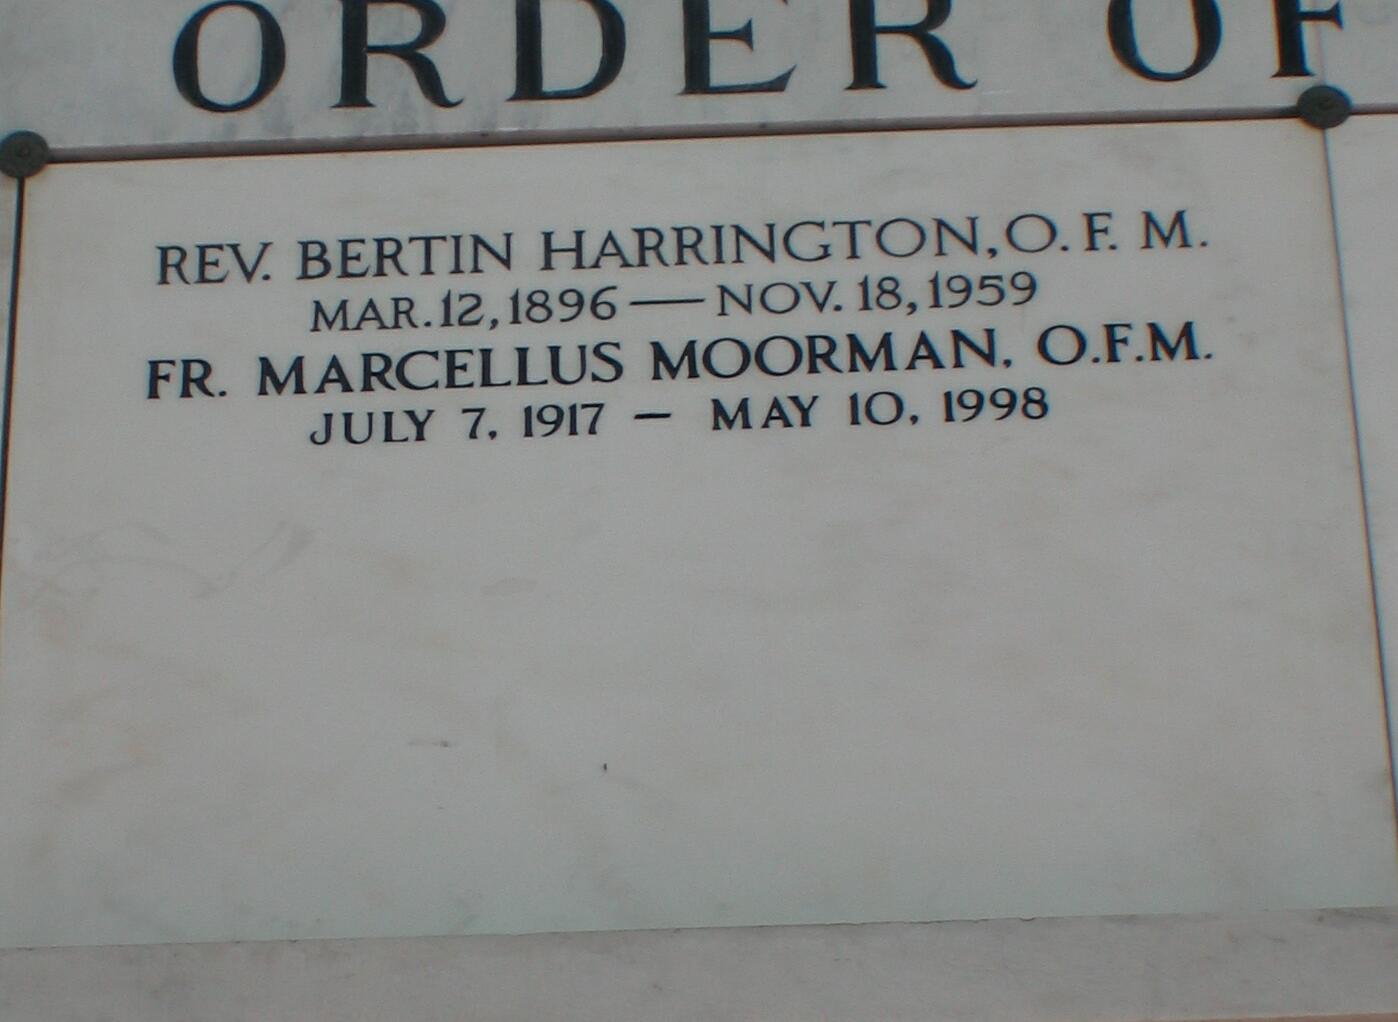 ORDER OF
REV. BERTIN HARRINGTON, O. F. M.
MAR. 12, 1896 — NOV. 18, 1959
FR. MARCELLUS MOORMAN, O.F.M.
JULY 7, 1917 — MAY 10, 1998